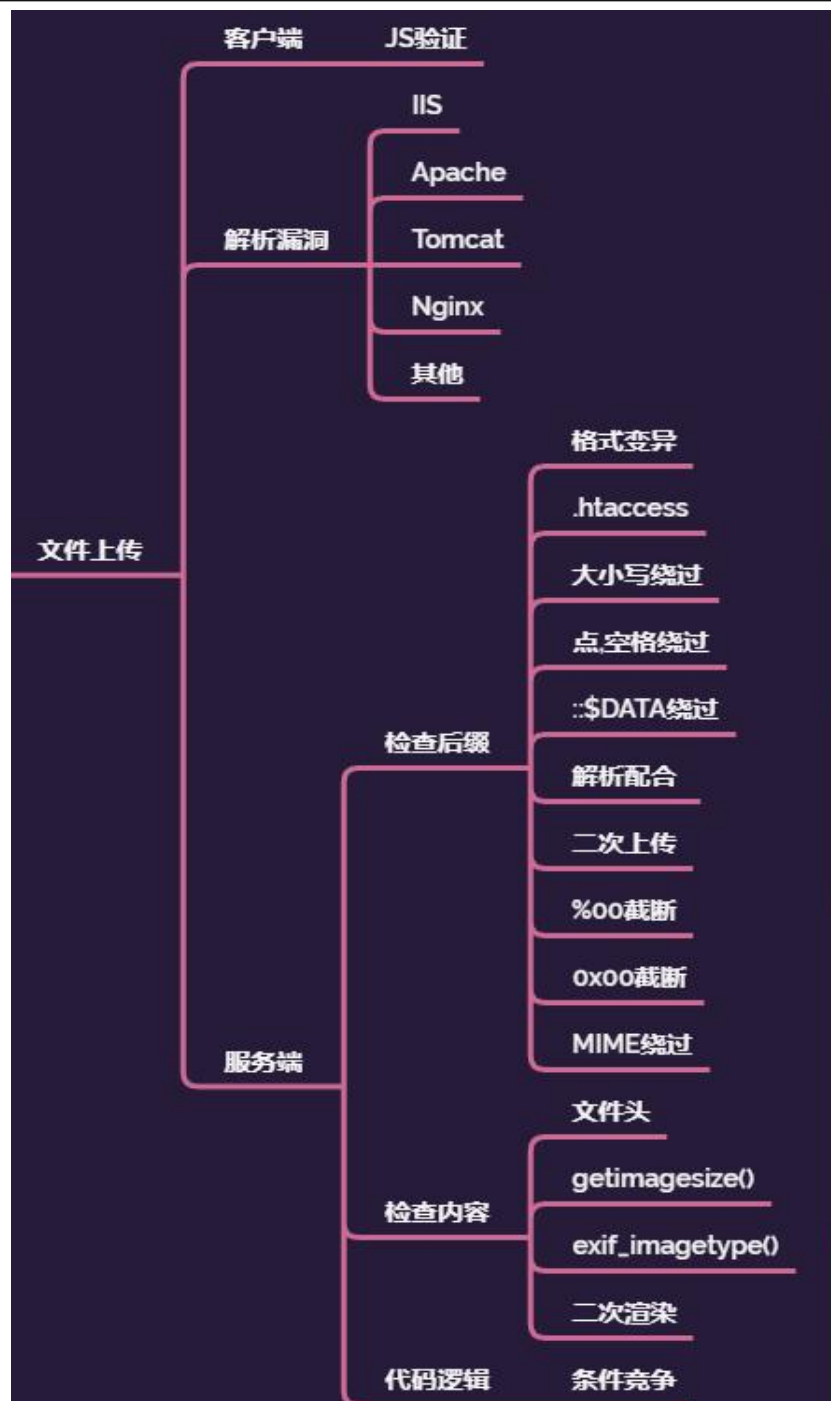 客户端
JS验证
IIS
Apache
解析漏洞
Tomcat
Nginx
其他
格式变异
.htaccess
文件上传
大小写绕过
点,空格绕过
::$DATA绕过
检查后缀
解析配合
二次上传
%00截断
0x00截断
MIME绕过
服务端
文件头
getimagesize()
检查内容
exif_imagetype()
二次渲染
代码逻辑
条件竞争